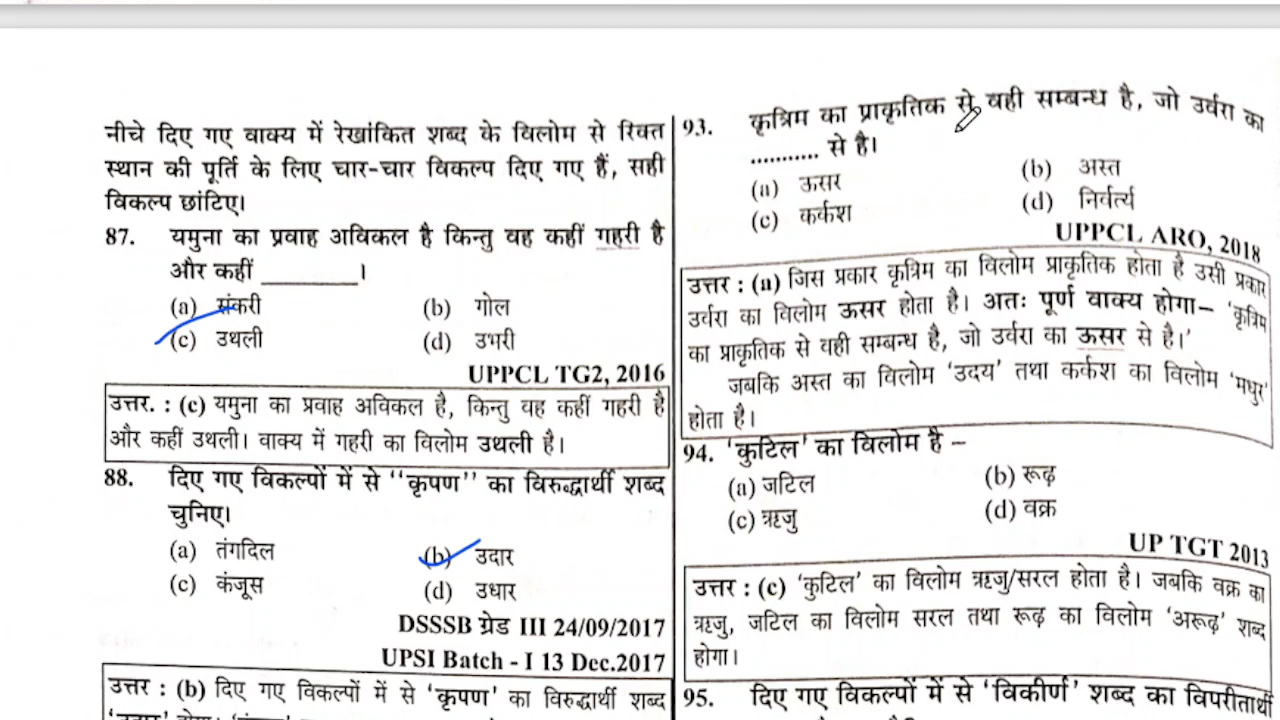 नीचे दिए गए वाक्य में रेखांकित शब्द के विलोम से रिक्त
स्थान की पूर्ति के लिए चार-चार विकल्प दिए गए हैं, सही
विकल्प छांटिए।
87. यमुना का प्रवाह अविकल है किन्तु वह कहीं गहरी है
और कहीं ________ ।
(a) संकरी (b) गोल
(c) उथली (d) उभरी
UPPCL TG2, 2016
उत्तर. : (c) यमुना का प्रवाह अविकल है, किन्तु वह कहीं गहरी है
और कहीं उथली। वाक्य में गहरी का विलोम उथली है।
88. दिए गए विकल्पों में से ‘‘कृपण’’ का विरुद्धार्थी शब्द
चुनिए।
(a) तंगदिल (b) उदार
(c) कंजूस (d) उधार
DSSSB ग्रेड III 24/09/2017
UPSI Batch - I 13 Dec.2017
उत्तर : (b) दिए गए विकल्पों में से ‘कृपण’ का विरुद्धार्थी शब्द
93. कृत्रिम का प्राकृतिक से वही सम्बन्ध है, जो उर्वरा का
........... से है।
(a) ऊसर (b) अस्त
(c) कर्कश (d) निर्वर्त्य
UPPCL ARO, 2018
उत्तर : (a) जिस प्रकार कृत्रिम का विलोम प्राकृतिक होता है उसी प्रकार
उर्वरा का विलोम ऊसर होता है। अतः पूर्ण वाक्य होगा– ‘कृत्रिम
का प्राकृतिक से वही सम्बन्ध है, जो उर्वरा का ऊसर से है।’
जबकि अस्त का विलोम ‘उदय’ तथा कर्कश का विलोम ‘मधुर’
होता है।
94. ‘कुटिल’ का विलोम है –
(a) जटिल (b) रूढ़
(c) ऋजु (d) वक्र
UP TGT 2013
उत्तर : (c) ‘कुटिल’ का विलोम ऋजु/सरल होता है। जबकि वक्र का
ऋजु, जटिल का विलोम सरल तथा रूढ़ का विलोम ‘अरूढ़’ शब्द
होगा।
95. दिए गए विकल्पों में से ‘विकीर्ण’ शब्द का विपरीतार्थी